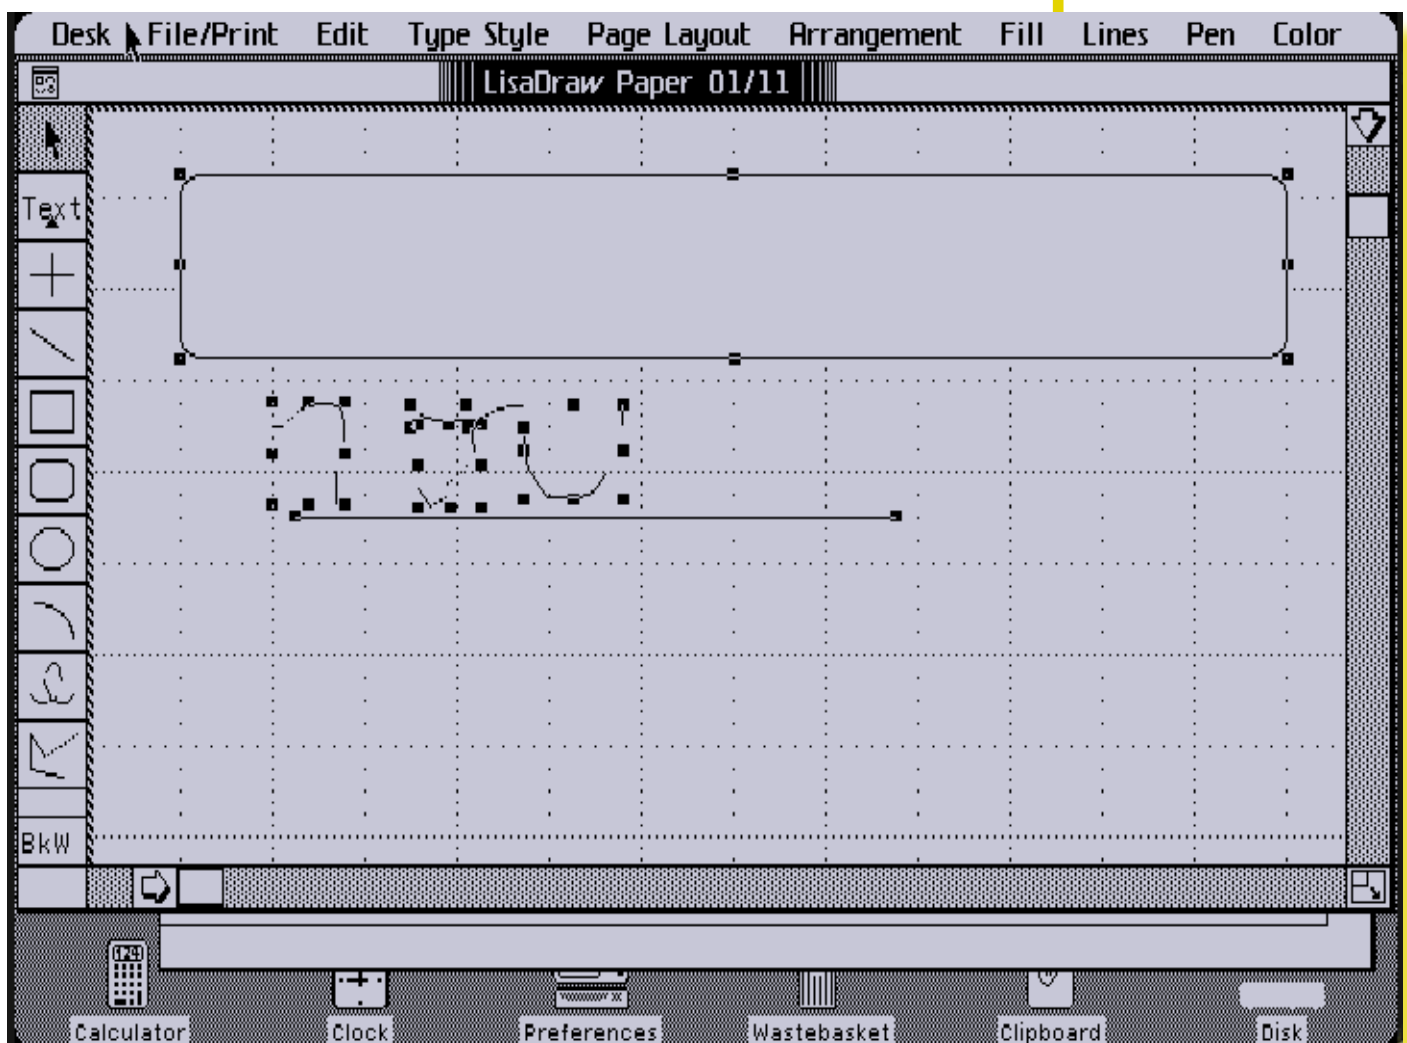 Desk File/Print Edit Type Style Page Layout Arrangement Fill Lines Pen Color
LisaDraw Paper 01/11
Text
BkW
Calculator Clock Preferences Wastebasket Clipboard Disk